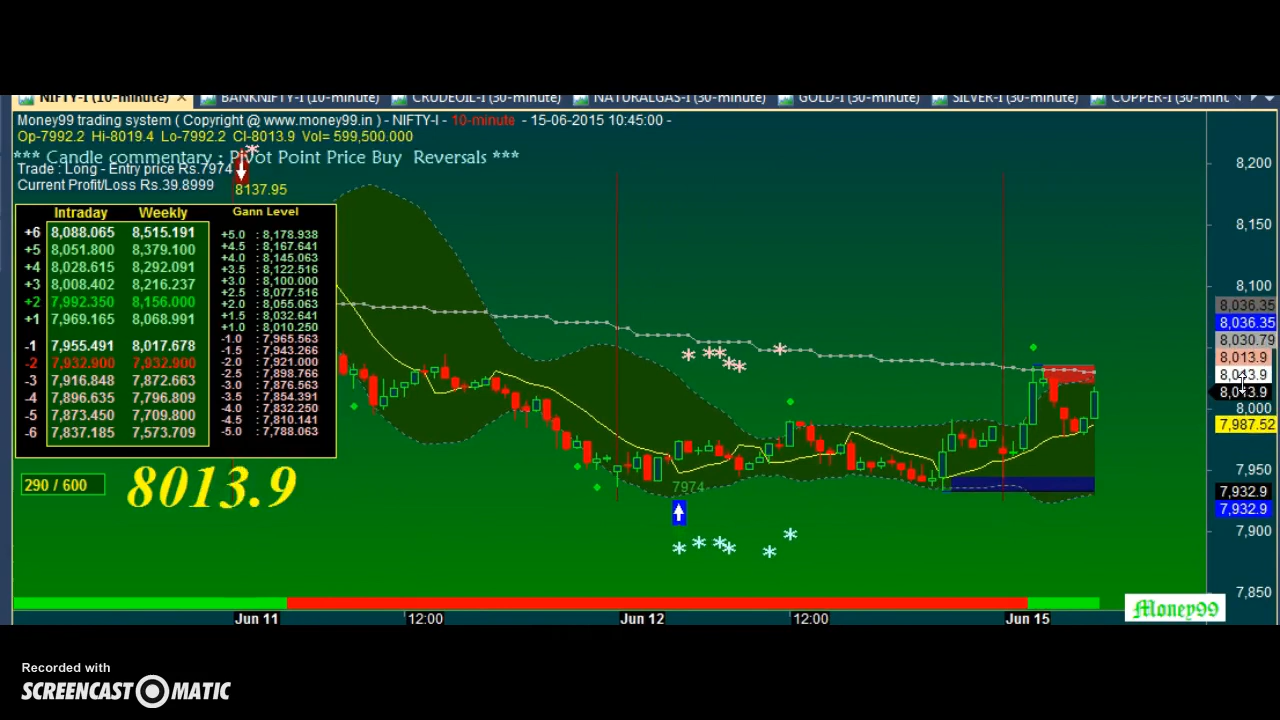 NIFTY-I (10-minute) BANKNIFTY-I (10-minute) CRUDEOIL-I (30-minute) NATURALGAS-I (30-minute) GOLD-I (30-minute) SILVER-I (30-minute) COPPER-I (30-minut
Money99 trading system ( Copyright @ www.money99.in ) - NIFTY-I - 10-minute - 15-06-2015 10:45:00 -
Op-7992.2 Hi-8019.4 Lo-7992.2 Cl-8013.9 Vol= 599,500.000
*** Candle commentary : Pivot Point Price Buy Reversals ***
Trade : Long - Entry price Rs.7974
Current Profit/Loss Rs.39.8999
8137.95
Intraday Weekly
+6 8,088.065 8,515.191
+5 8,051.800 8,379.100
+4 8,028.615 8,292.091
+3 8,008.402 8,216.237
+2 7,992.350 8,156.000
+1 7,969.165 8,068.991
-1 7,955.491 8,017.678
-2 7,932.900 7,932.900
-3 7,916.848 7,872.663
-4 7,896.635 7,796.809
-5 7,873.450 7,709.800
-6 7,837.185 7,573.709
Gann Level
+5.0 : 8,178.938
+4.5 : 8,167.641
+4.0 : 8,145.063
+3.5 : 8,122.516
+3.0 : 8,100.000
+2.5 : 8,077.516
+2.0 : 8,055.063
+1.5 : 8,032.641
+1.0 : 8,010.250
-1.0 : 7,965.563
-1.5 : 7,943.266
-2.0 : 7,921.000
-2.5 : 7,898.766
-3.0 : 7,876.563
-3.5 : 7,854.391
-4.0 : 7,832.250
-4.5 : 7,810.141
-5.0 : 7,788.063
290 / 600
8013.9
7974
8,200
8,150
8,100
8,036.35
8,036.35
8,030.79
8,013.9
8,013.9
8,013.9
8,000
7,987.52
7,950
7,932.9
7,932.9
7,900
7,850
Money99
Jun 11 12:00 Jun 12 12:00 Jun 15
Recorded with
SCREENCAST MATIC